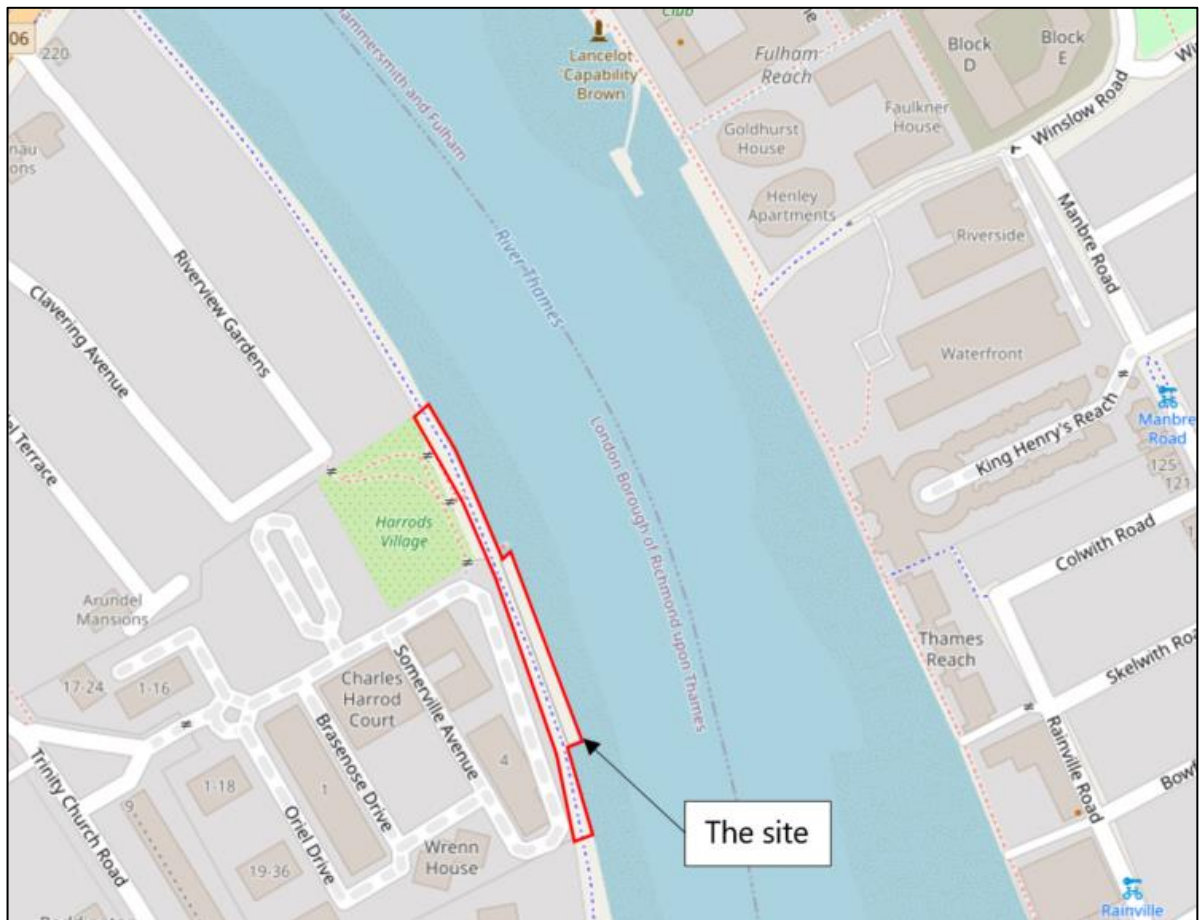 06
220
Hammersmith and Fulham
Club
Lancelot
'Capability
Brown'
Fulham
Reach
Block
D
Block
E
Winslow Road
Faulkner
House
Goldhurst
House
Henley
Apartments
Manbre Road
Riverside
Waterfront
River Thames
Riverview Gardens
Clavering Avenue
King Henry's Reach
Manbre
Road
125-
121
London Borough of Richmond upon Thames
Harrods
Village
Colwith Road
Arundel
Mansions
Thames
Reach
Skelwith Roa
17-24
1-16
Charles
Harrod
Court
Somerville Avenue
4
Rainville Road
Brasenose Drive
1-18
1
Trinity Church Road
9
Oriel Drive
The site
Wrenn
House
19-36
Bowf
Rainville